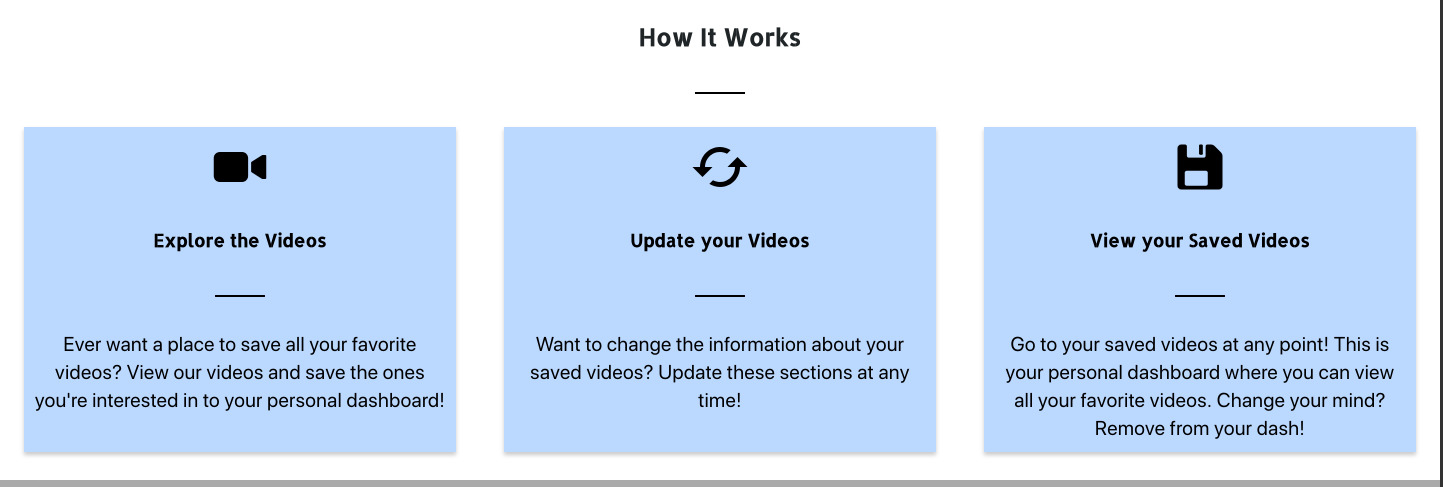 How It Works
Explore the Videos
Ever want a place to save all your favorite
videos? View our videos and save the ones
you're interested in to your personal dashboard!
Update your Videos
Want to change the information about your
saved videos? Update these sections at any
time!
View your Saved Videos
Go to your saved videos at any point! This is
your personal dashboard where you can view
all your favorite videos. Change your mind?
Remove from your dash!